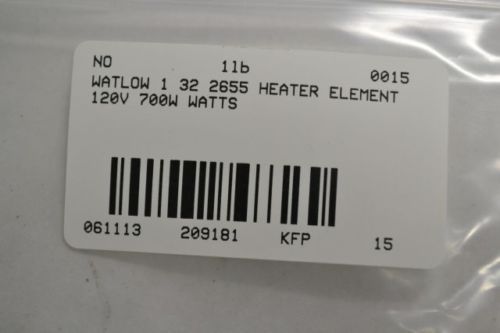 NO 1lb 0015
WATLOW 1 32 2655 HEATER ELEMENT
120V 700W WATTS
061113 209181 KFP 15